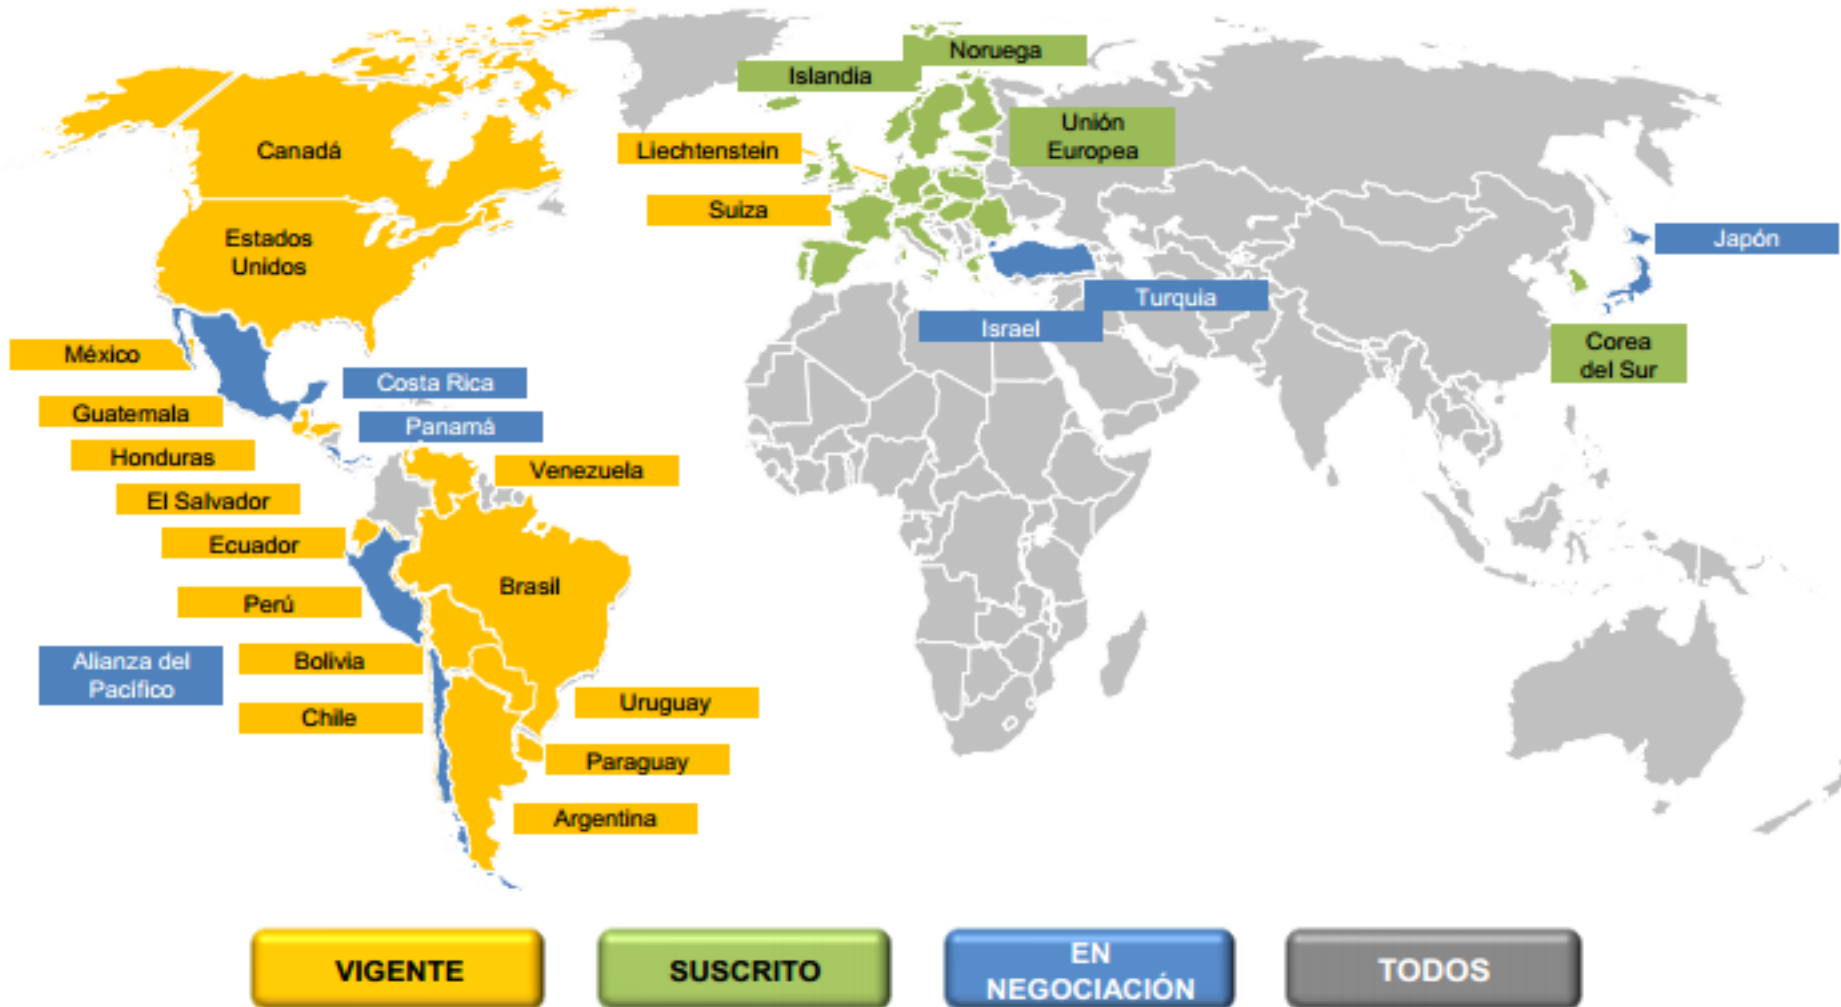 Noruega
Islandia
Unión
Europea
Canadá
Liechtenstein
Suiza
Estados
Unidos
Japón
Turquia
Israel
México
Corea
del Sur
Costa Rica
Guatemala
Panamá
Honduras
Venezuela
El Salvador
Ecuador
Brasil
Perú
Alianza del
Pacífico
Bolivia
Uruguay
Chile
Paraguay
Argentina
VIGENTE
SUSCRITO
EN
NEGOCIACIÓN
TODOS